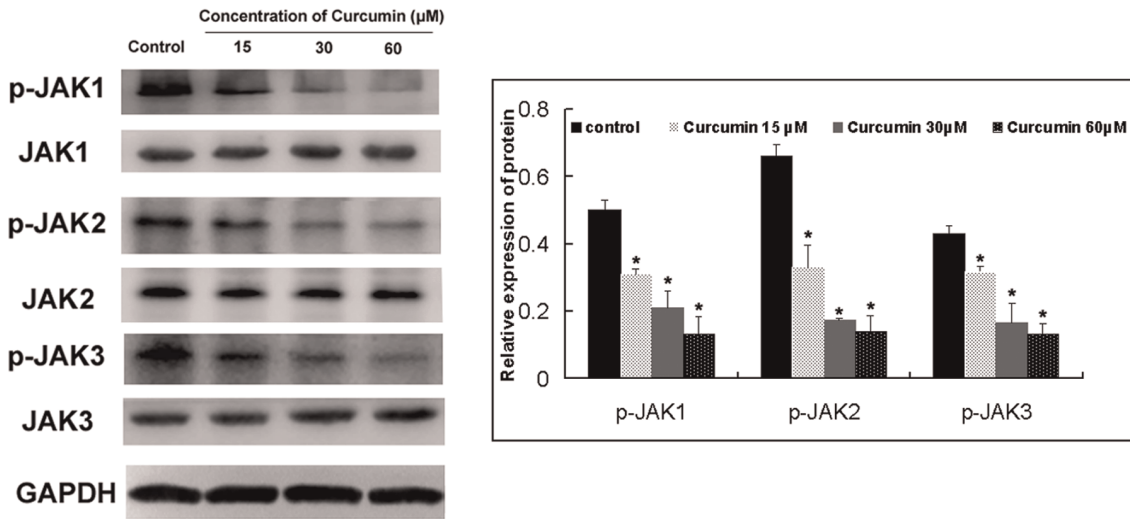 Concentration of Curcumin (µM)
Control 15 30 60
p-JAK1
JAK1
p-JAK2
JAK2
p-JAK3
JAK3
GAPDH
Relative expression of protein
0.8
0.6
0.4
0.2
0
control Curcumin 15 µM Curcumin 30µM Curcumin 60µM
* * *
* * *
* * *
p-JAK1 p-JAK2 p-JAK3